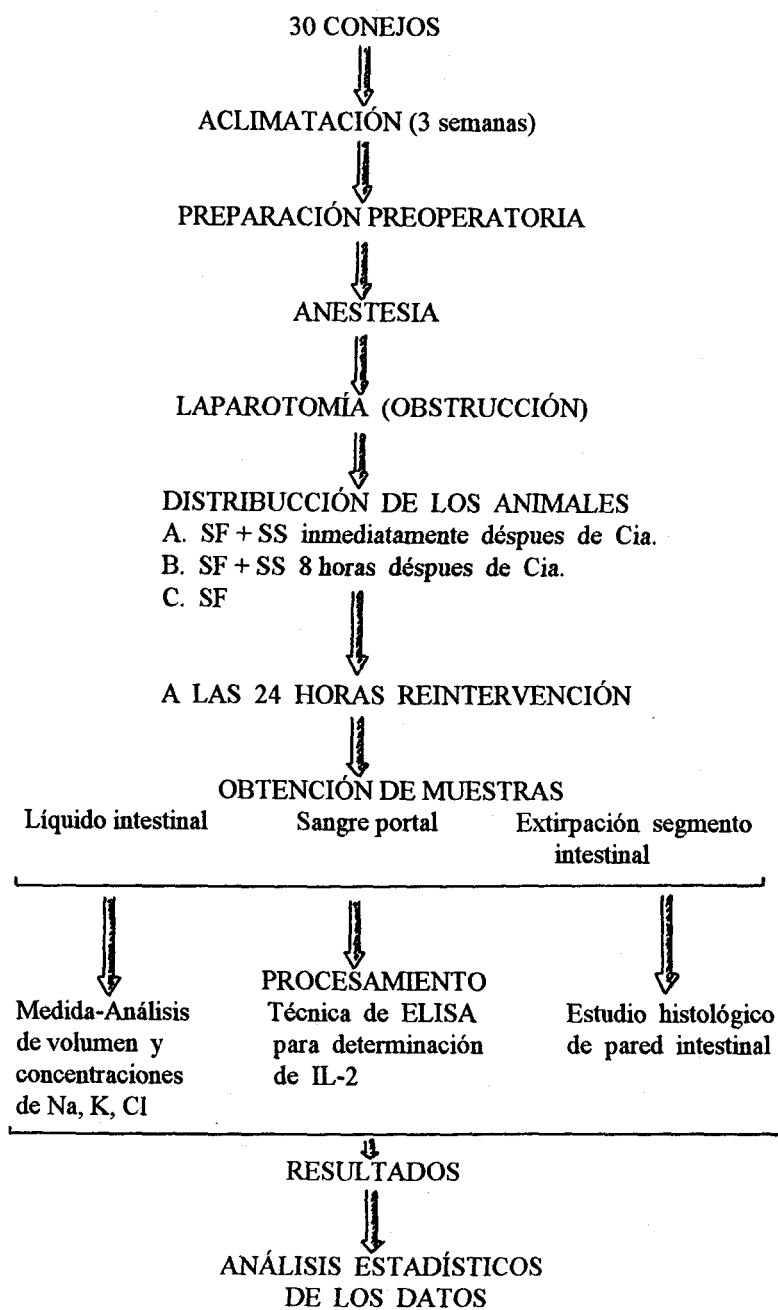 30 CONEJOS
ACLIMATACIÓN (3 semanas)
PREPARACIÓN PREOPERATORIA
ANESTESIA
LAPAROTOMÍA (OBSTRUCCIÓN)
DISTRIBUCCIÓN DE LOS ANIMALES
A. SF + SS inmediatamente déspues de Cia.
B. SF + SS 8 horas déspues de Cia.
C. SF
A LAS 24 HORAS REINTERVENCIÓN
OBTENCIÓN DE MUESTRAS
Líquido intestinal
Sangre portal
Extirpación segmento
intestinal
PROCESAMIENTO
Medida-Análisis
de volumen y
concentraciones
de Na, K, Cl
Técnica de ELISA
para determinación
de IL-2
Estudio histológico
de pared intestinal
RESULTADOS
ANÁLISIS ESTADÍSTICOS
DE LOS DATOS